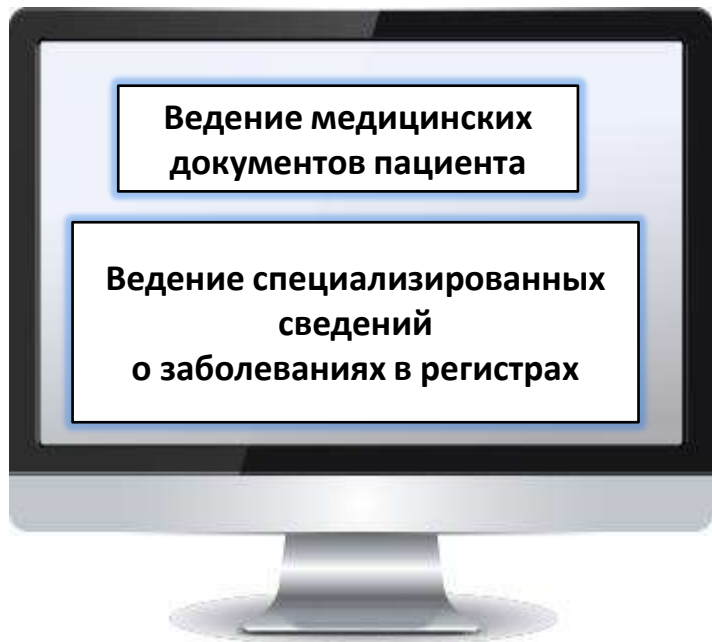 Ведение медицинских
документов пациента
Ведение специализированных
сведений
о заболеваниях в регистрах